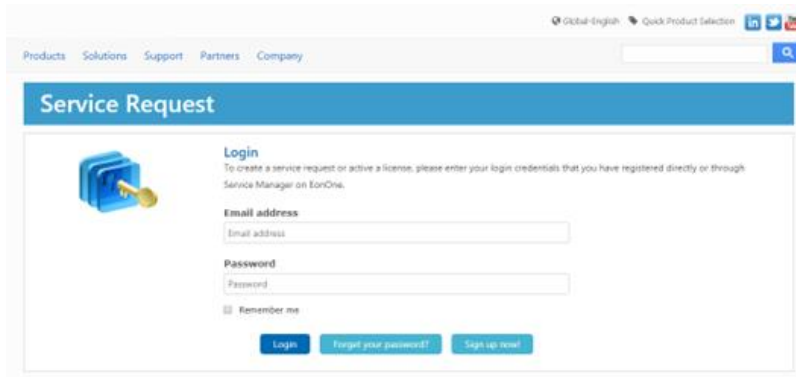 Global-English Quick Product Selection in
Products Solutions Support Partners Company
Service Request
Login
To create a service request or active a license, please enter your login credentials that you have registered directly or through
Service Manager on EonOne.
Email address
Email address
Password
Password
Remember me
Login Forget your password? Sign up now!